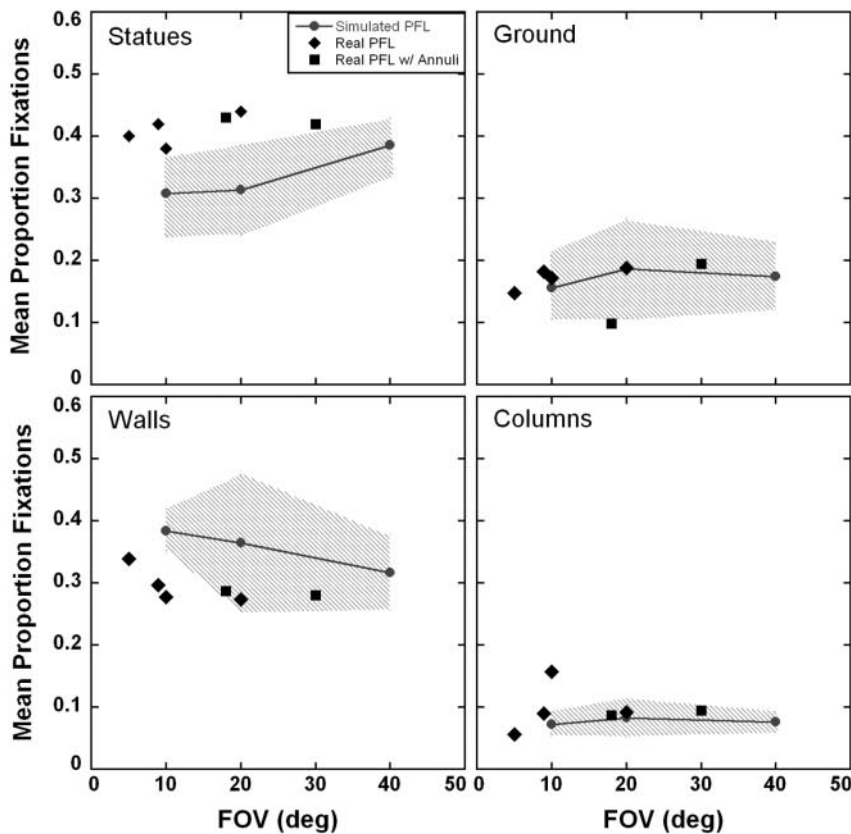 0.6
Statues
Simulated PFL
Real PFL
Real PFL w/ Annuli
Ground
0.5
0.4
0.3
0.2
0.1
0
Mean Proportion Fixations
0.6
Walls
Columns
0.5
0.4
0.3
0.2
0.1
0
Mean Proportion Fixations
0 10 20 30 40 50
0 10 20 30 40 50
FOV (deg)
FOV (deg)